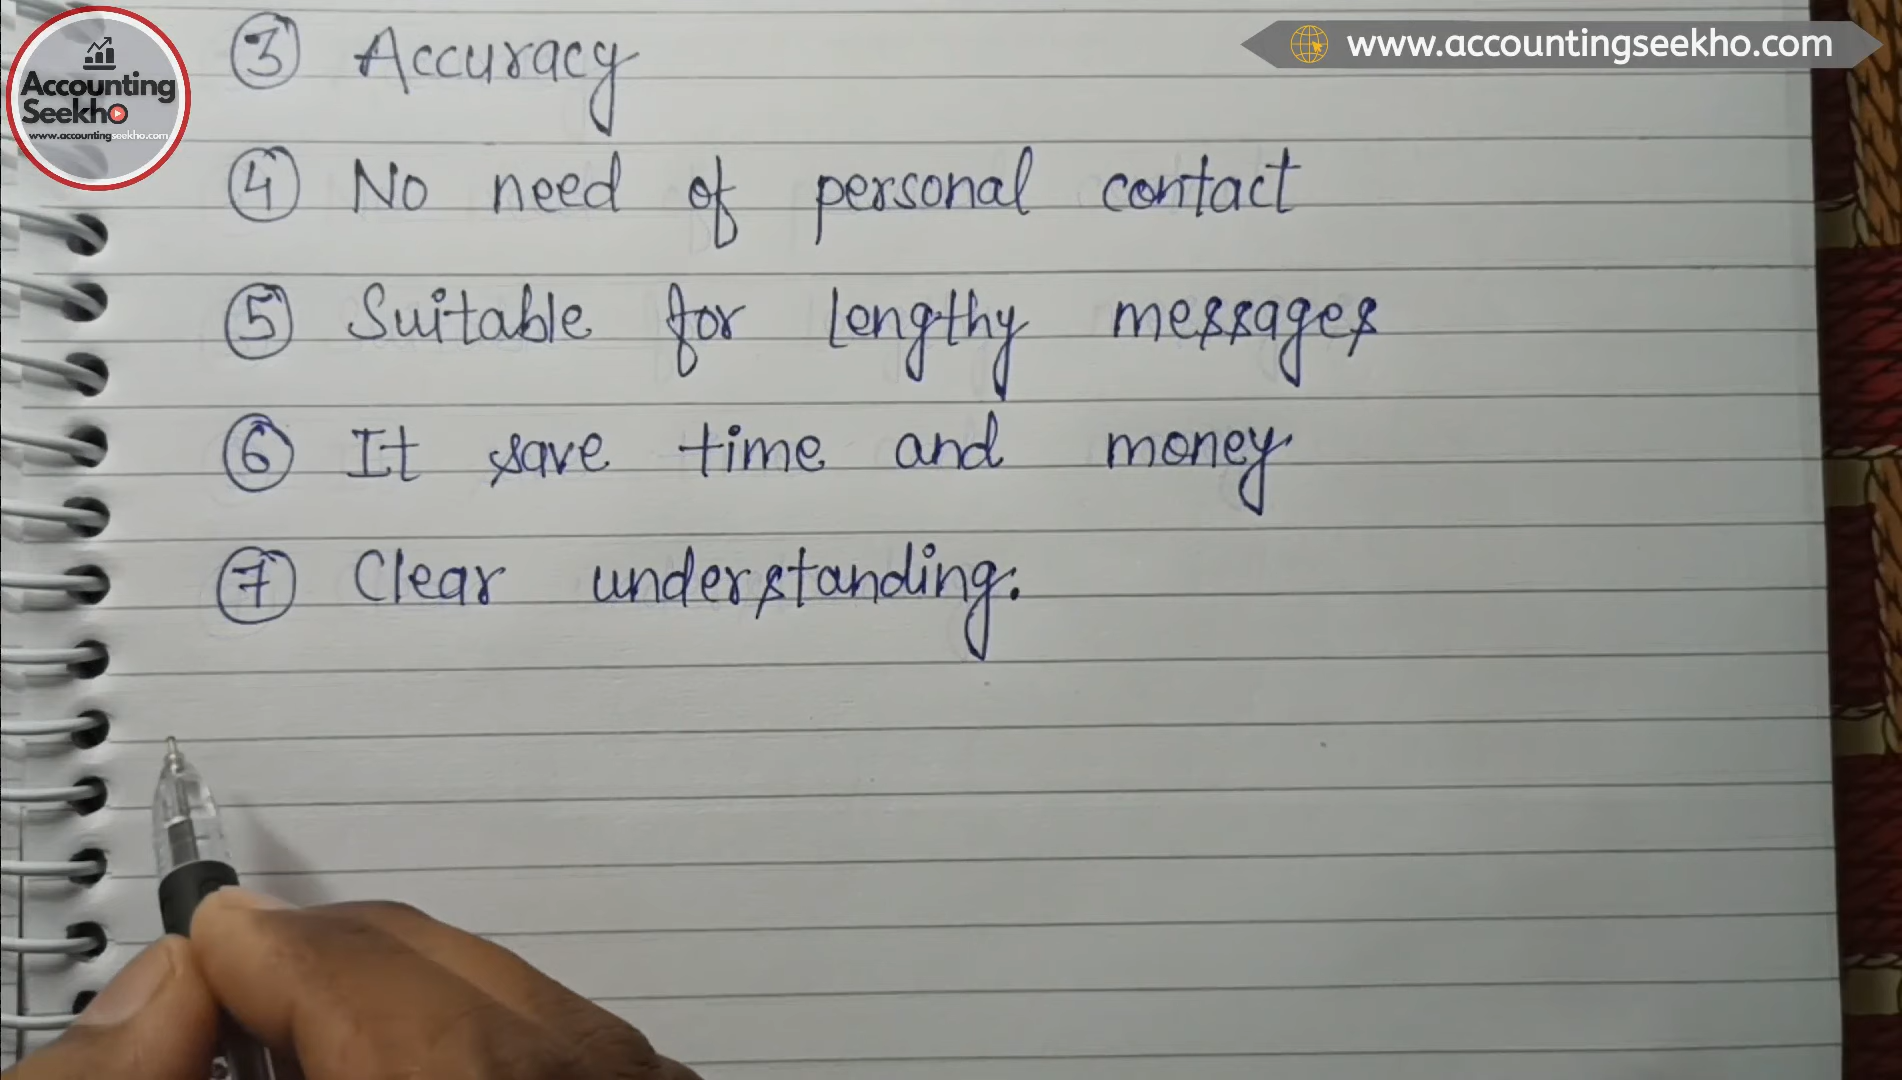 Accounting
Seekho
www.accountingseekho.com
www.accountingseekho.com
3 Accuracy
4 No need of personal contact
5 Suitable for lengthy messages
6 It save time and money
7 Clear understanding.